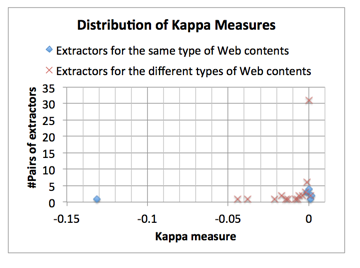 Distribution of Kappa Measures
Extractors for the same type of Web contents
Extractors for the different types of Web contents
#Pairs of extractors
35
30
25
20
15
10
5
0
-0.15 -0.1 -0.05 0
Kappa measure